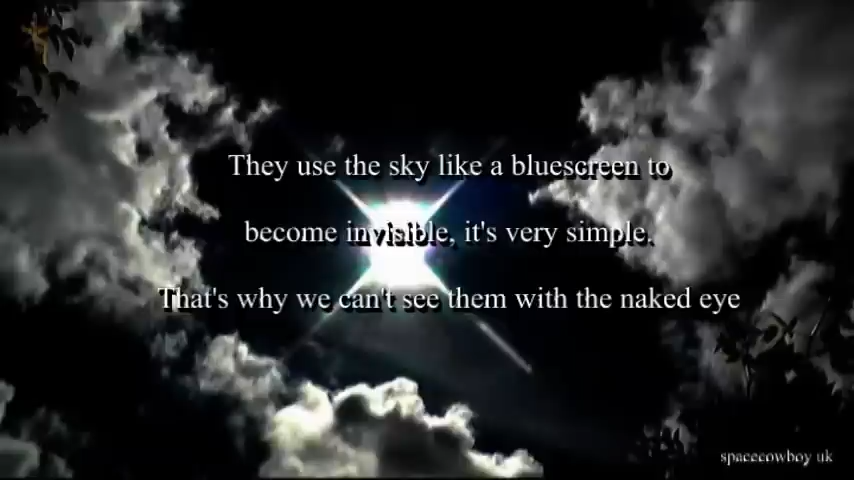 They use the sky like a bluescreen to
become invisible, it's very simple.
That's why we can't see them with the naked eye
spacecowboy uk